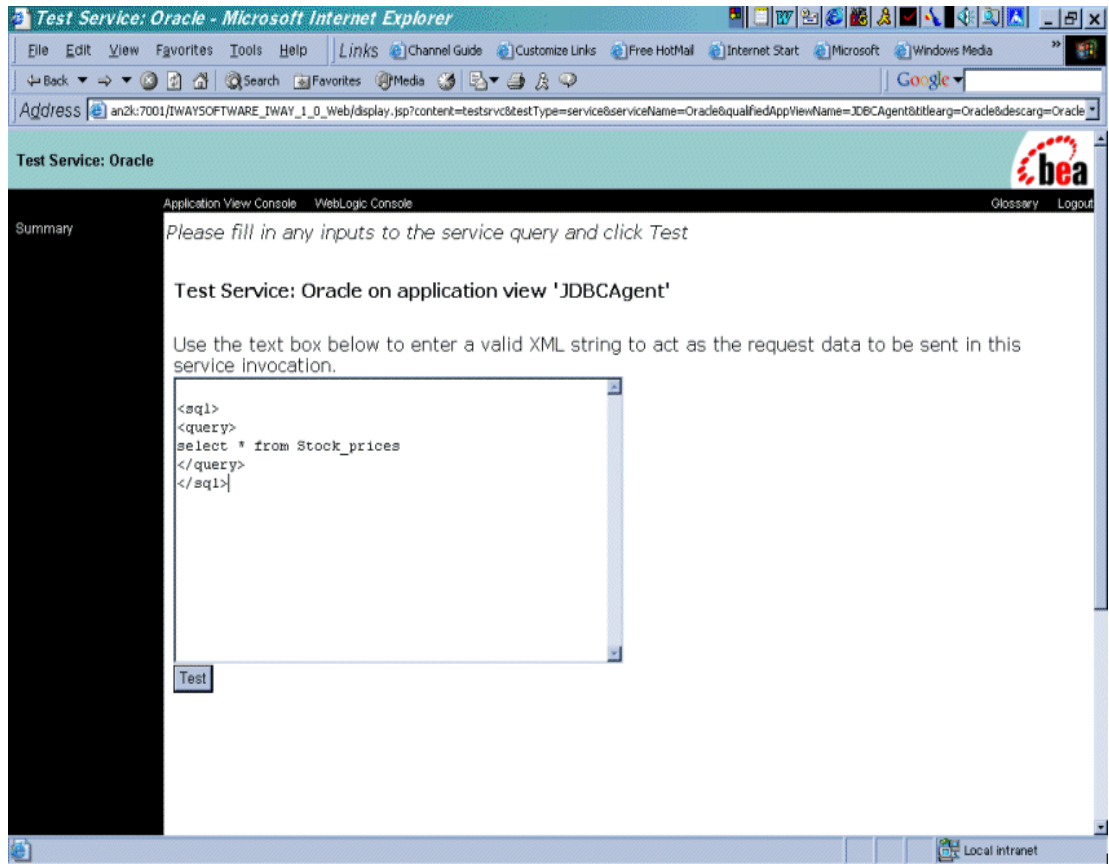 Test Service: Oracle - Microsoft Internet Explorer
File Edit View Favorites Tools Help Links Channel Guide Customize Links Free HotMail Internet Start Microsoft Windows Media »
Back Search Favorites Media Google
Address an2k:7001/IWAYSOFTWARE_IWAY_1_0_Web/display.jsp?content=testsrvc&testType=service&serviceName=Oracle&qualifiedAppViewName=JDBCAgent&titlearg=Oracle&descarg=Oracle
Test Service: Oracle
bea
Application View Console WebLogic Console Glossary Logout
Summary
Please fill in any inputs to the service query and click Test
Test Service: Oracle on application view 'JDBCAgent'
Use the text box below to enter a valid XML string to act as the request data to be sent in this
service invocation.
<sql>
<query>
select * from Stock_prices
</query>
</sql>
Test
Local intranet